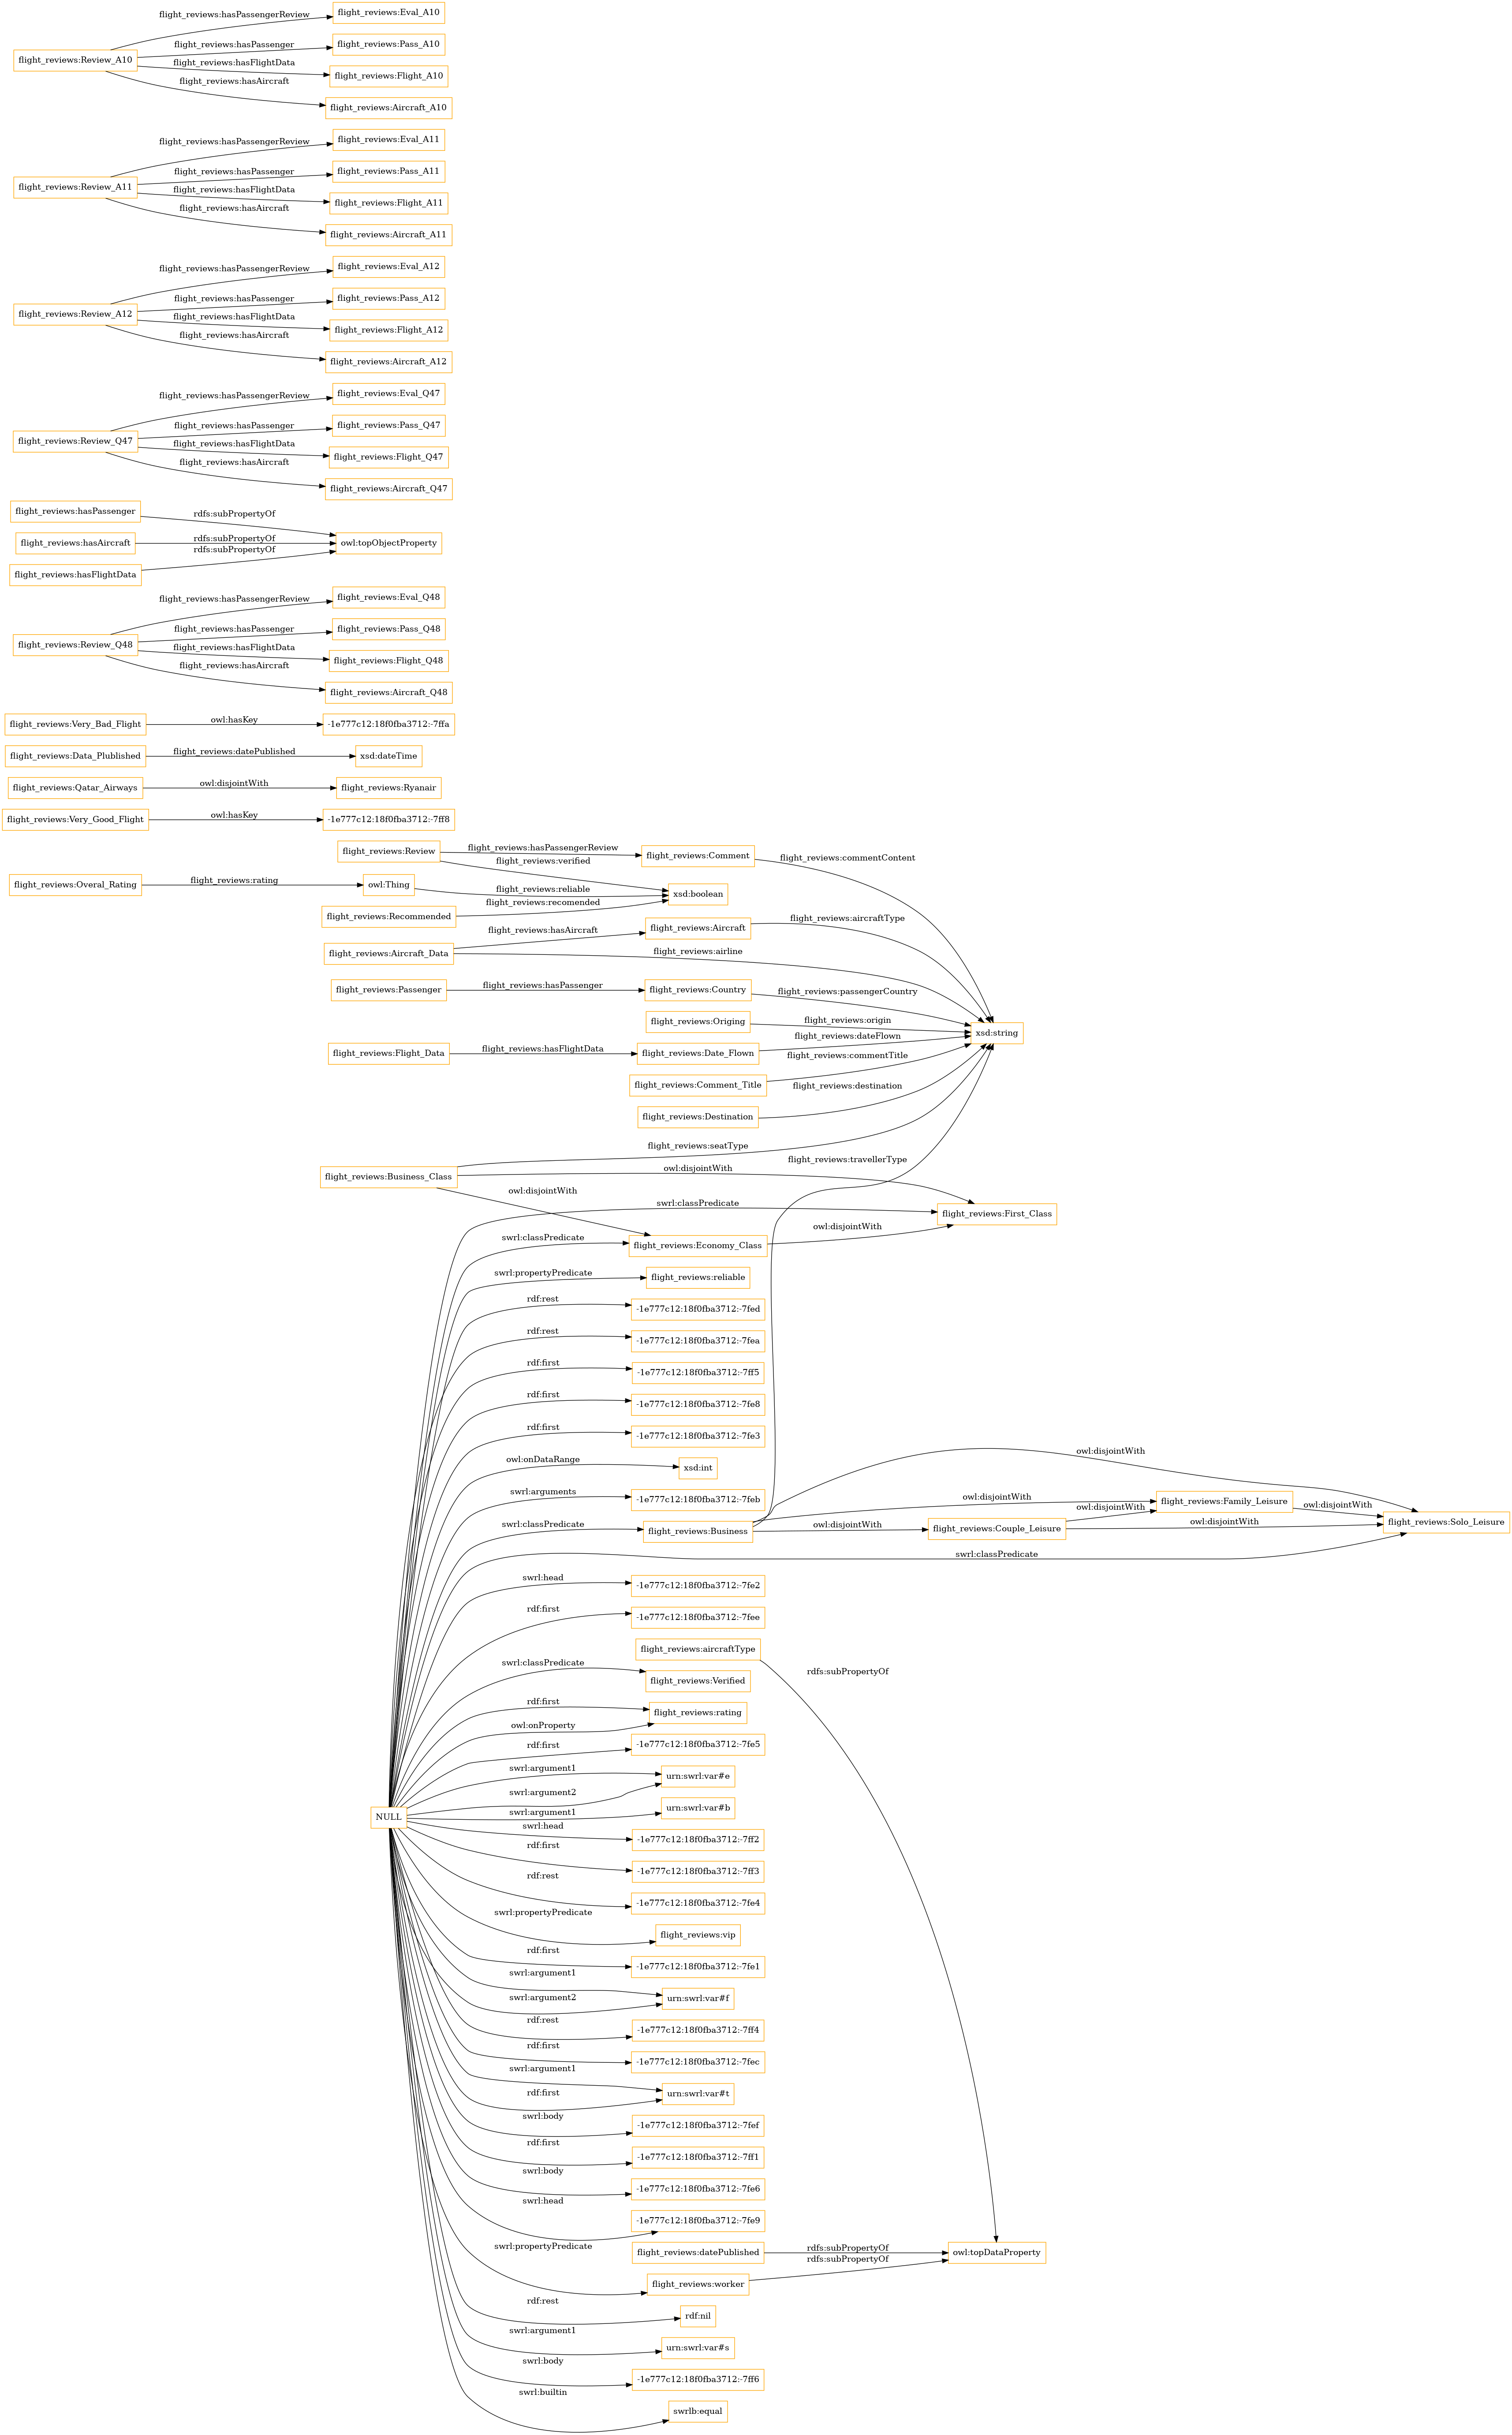 flight_reviews:hasPassengerReview
flight_reviews:Eval_A10
flight_reviews:hasPassenger
flight_reviews:Pass_A10
flight_reviews:Review_A10
flight_reviews:hasFlightData
flight_reviews:Flight_A10
flight_reviews:hasAircraft
flight_reviews:Aircraft_A10
flight_reviews:hasPassengerReview
flight_reviews:Eval_A11
flight_reviews:hasPassenger
flight_reviews:Pass_A11
flight_reviews:Review_A11
flight_reviews:hasFlightData
flight_reviews:Flight_A11
flight_reviews:hasAircraft
flight_reviews:Aircraft_A11
flight_reviews:hasPassengerReview
flight_reviews:Eval_A12
flight_reviews:hasPassenger
flight_reviews:Pass_A12
flight_reviews:Review_A12
flight_reviews:hasFlightData
flight_reviews:Flight_A12
flight_reviews:hasAircraft
flight_reviews:Aircraft_A12
flight_reviews:hasPassengerReview
flight_reviews:Eval_Q47
flight_reviews:hasPassenger
flight_reviews:Pass_Q47
flight_reviews:Review_Q47
flight_reviews:hasFlightData
flight_reviews:Flight_Q47
flight_reviews:hasAircraft
flight_reviews:Aircraft_Q47
flight_reviews:hasPassenger
rdfs:subPropertyOf
flight_reviews:hasAircraft
rdfs:subPropertyOf
owl:topObjectProperty
rdfs:subPropertyOf
flight_reviews:hasFlightData
flight_reviews:hasPassengerReview
flight_reviews:Eval_Q48
flight_reviews:hasPassenger
flight_reviews:Pass_Q48
flight_reviews:Review_Q48
flight_reviews:hasFlightData
flight_reviews:Flight_Q48
flight_reviews:hasAircraft
flight_reviews:Aircraft_Q48
flight_reviews:Very_Bad_Flight
owl:hasKey
-1e777c12:18f0fba3712:-7ffa
flight_reviews:Data_Plublished
flight_reviews:datePublished
xsd:dateTime
flight_reviews:Qatar_Airways
owl:disjointWith
flight_reviews:Ryanair
flight_reviews:Very_Good_Flight
owl:hasKey
-1e777c12:18f0fba3712:-7ff8
flight_reviews:Review
flight_reviews:hasPassengerReview
flight_reviews:Comment
flight_reviews:commentContent
flight_reviews:verified
flight_reviews:Overal_Rating
flight_reviews:rating
owl:Thing
flight_reviews:reliable
xsd:boolean
flight_reviews:recomended
flight_reviews:Recommended
flight_reviews:aircraftType
flight_reviews:Aircraft
flight_reviews:hasAircraft
flight_reviews:Aircraft_Data
flight_reviews:airline
flight_reviews:Passenger
flight_reviews:hasPassenger
flight_reviews:Country
flight_reviews:passengerCountry
flight_reviews:Origing
flight_reviews:origin
xsd:string
flight_reviews:Flight_Data
flight_reviews:hasFlightData
flight_reviews:Date_Flown
flight_reviews:dateFlown
flight_reviews:commentTitle
flight_reviews:Comment_Title
flight_reviews:destination
flight_reviews:Destination
flight_reviews:seatType
flight_reviews:travellerType
flight_reviews:Business_Class
owl:disjointWith
owl:disjointWith
swrl:classPredicate
flight_reviews:First_Class
owl:disjointWith
swrl:classPredicate
flight_reviews:Economy_Class
swrl:propertyPredicate
flight_reviews:reliable
rdf:rest
-1e777c12:18f0fba3712:-7fed
rdf:rest
-1e777c12:18f0fba3712:-7fea
rdf:first
-1e777c12:18f0fba3712:-7ff5
rdf:first
-1e777c12:18f0fba3712:-7fe8
rdf:first
-1e777c12:18f0fba3712:-7fe3
owl:disjointWith
owl:onDataRange
xsd:int
swrl:arguments
-1e777c12:18f0fba3712:-7feb
owl:disjointWith
flight_reviews:Family_Leisure
owl:disjointWith
owl:disjointWith
swrl:classPredicate
flight_reviews:Business
owl:disjointWith
flight_reviews:Couple_Leisure
owl:disjointWith
flight_reviews:Solo_Leisure
swrl:classPredicate
swrl:head
-1e777c12:18f0fba3712:-7fe2
rdf:first
-1e777c12:18f0fba3712:-7fee
flight_reviews:aircraftType
rdfs:subPropertyOf
swrl:classPredicate
flight_reviews:Verified
rdf:first
flight_reviews:rating
owl:onProperty
rdf:first
-1e777c12:18f0fba3712:-7fe5
swrl:argument1
urn:swrl:var#e
swrl:argument2
urn:swrl:var#b
swrl:argument1
NULL
swrl:head
-1e777c12:18f0fba3712:-7ff2
rdf:first
-1e777c12:18f0fba3712:-7ff3
rdf:rest
-1e777c12:18f0fba3712:-7fe4
swrl:propertyPredicate
flight_reviews:vip
rdf:first
-1e777c12:18f0fba3712:-7fe1
swrl:argument1
swrl:argument2
urn:swrl:var#f
rdf:rest
-1e777c12:18f0fba3712:-7ff4
rdf:first
-1e777c12:18f0fba3712:-7fec
swrl:argument1
rdf:first
urn:swrl:var#t
swrl:body
-1e777c12:18f0fba3712:-7fef
rdf:first
-1e777c12:18f0fba3712:-7ff1
swrl:body
-1e777c12:18f0fba3712:-7fe6
swrl:head
-1e777c12:18f0fba3712:-7fe9
swrl:propertyPredicate
flight_reviews:datePublished
rdfs:subPropertyOf
owl:topDataProperty
rdfs:subPropertyOf
flight_reviews:worker
rdf:rest
rdf:nil
swrl:argument1
urn:swrl:var#s
swrl:body
-1e777c12:18f0fba3712:-7ff6
swrl:builtin
swrlb:equal